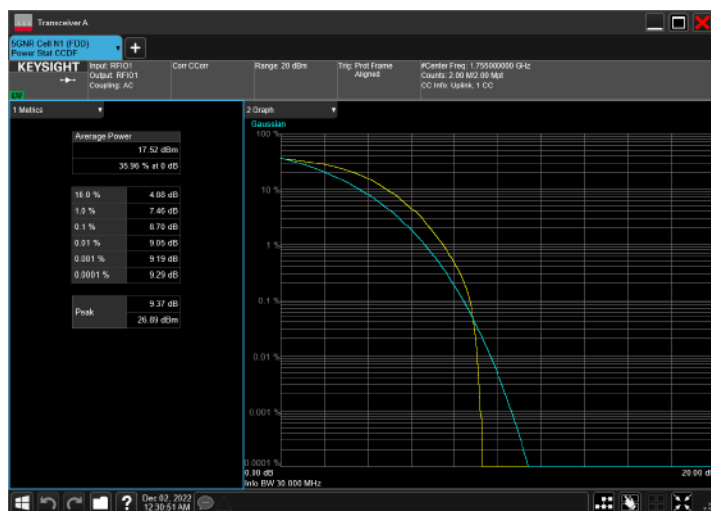 Transceiver A
5GNR Cell N1 (FDD)
Power Stat CCDF
KEYSIGHT
Input: RFIO1
Output: RFIO1
Coupling: AC
Corr CCorr
Range: 20 dBm
Trig: Prot Frame
Aligned
#Center Freq: 1.755000000 GHz
Counts: 2.00 M/2.00 Mpt
CC Info: Uplink, 1 CC
1 Metrics
Average Power
17.52 dBm
35.96 % at 0 dB
10.0 % 4.88 dB
1.0 % 7.46 dB
0.1 % 8.70 dB
0.01 % 9.05 dB
0.001 % 9.19 dB
0.0001 % 9.29 dB
Peak
9.37 dB
26.89 dBm
2 Graph
Gaussian
100 %
10 %
1 %
0.1 %
0.01 %
0.001 %
0.0001 %
20.00 d
Info BW 30.000 MHz
Dec 02, 2022
12:30:51 AM